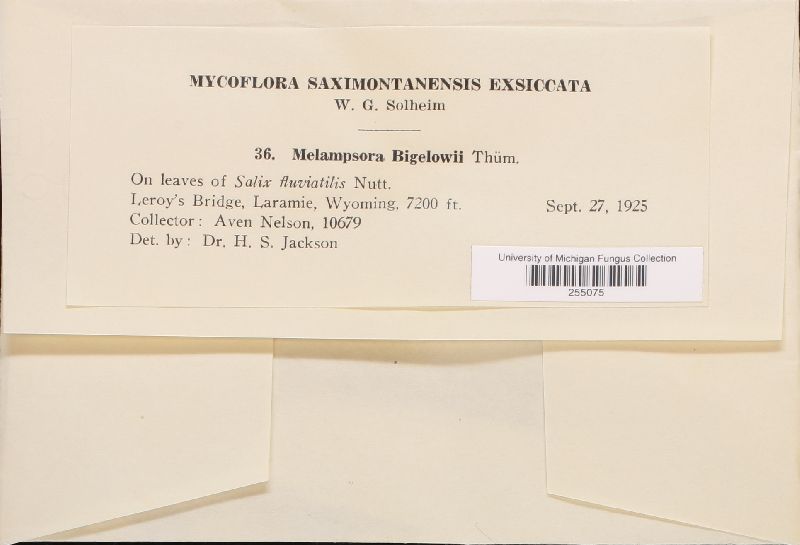 MYCOFLORA SAXIMONTANENSIS EXSICCATA
W. G. Solheim
36. Melampsora Bigelowii Thüm.
On leaves of Salix fluviatilis Nutt.
Leroy's Bridge, Laramie, Wyoming, 7200 ft. Sept. 27, 1925
Collector: Aven Nelson, 10679
Det. by: Dr. H. S. Jackson
University of Michigan Fungus Collection
255075